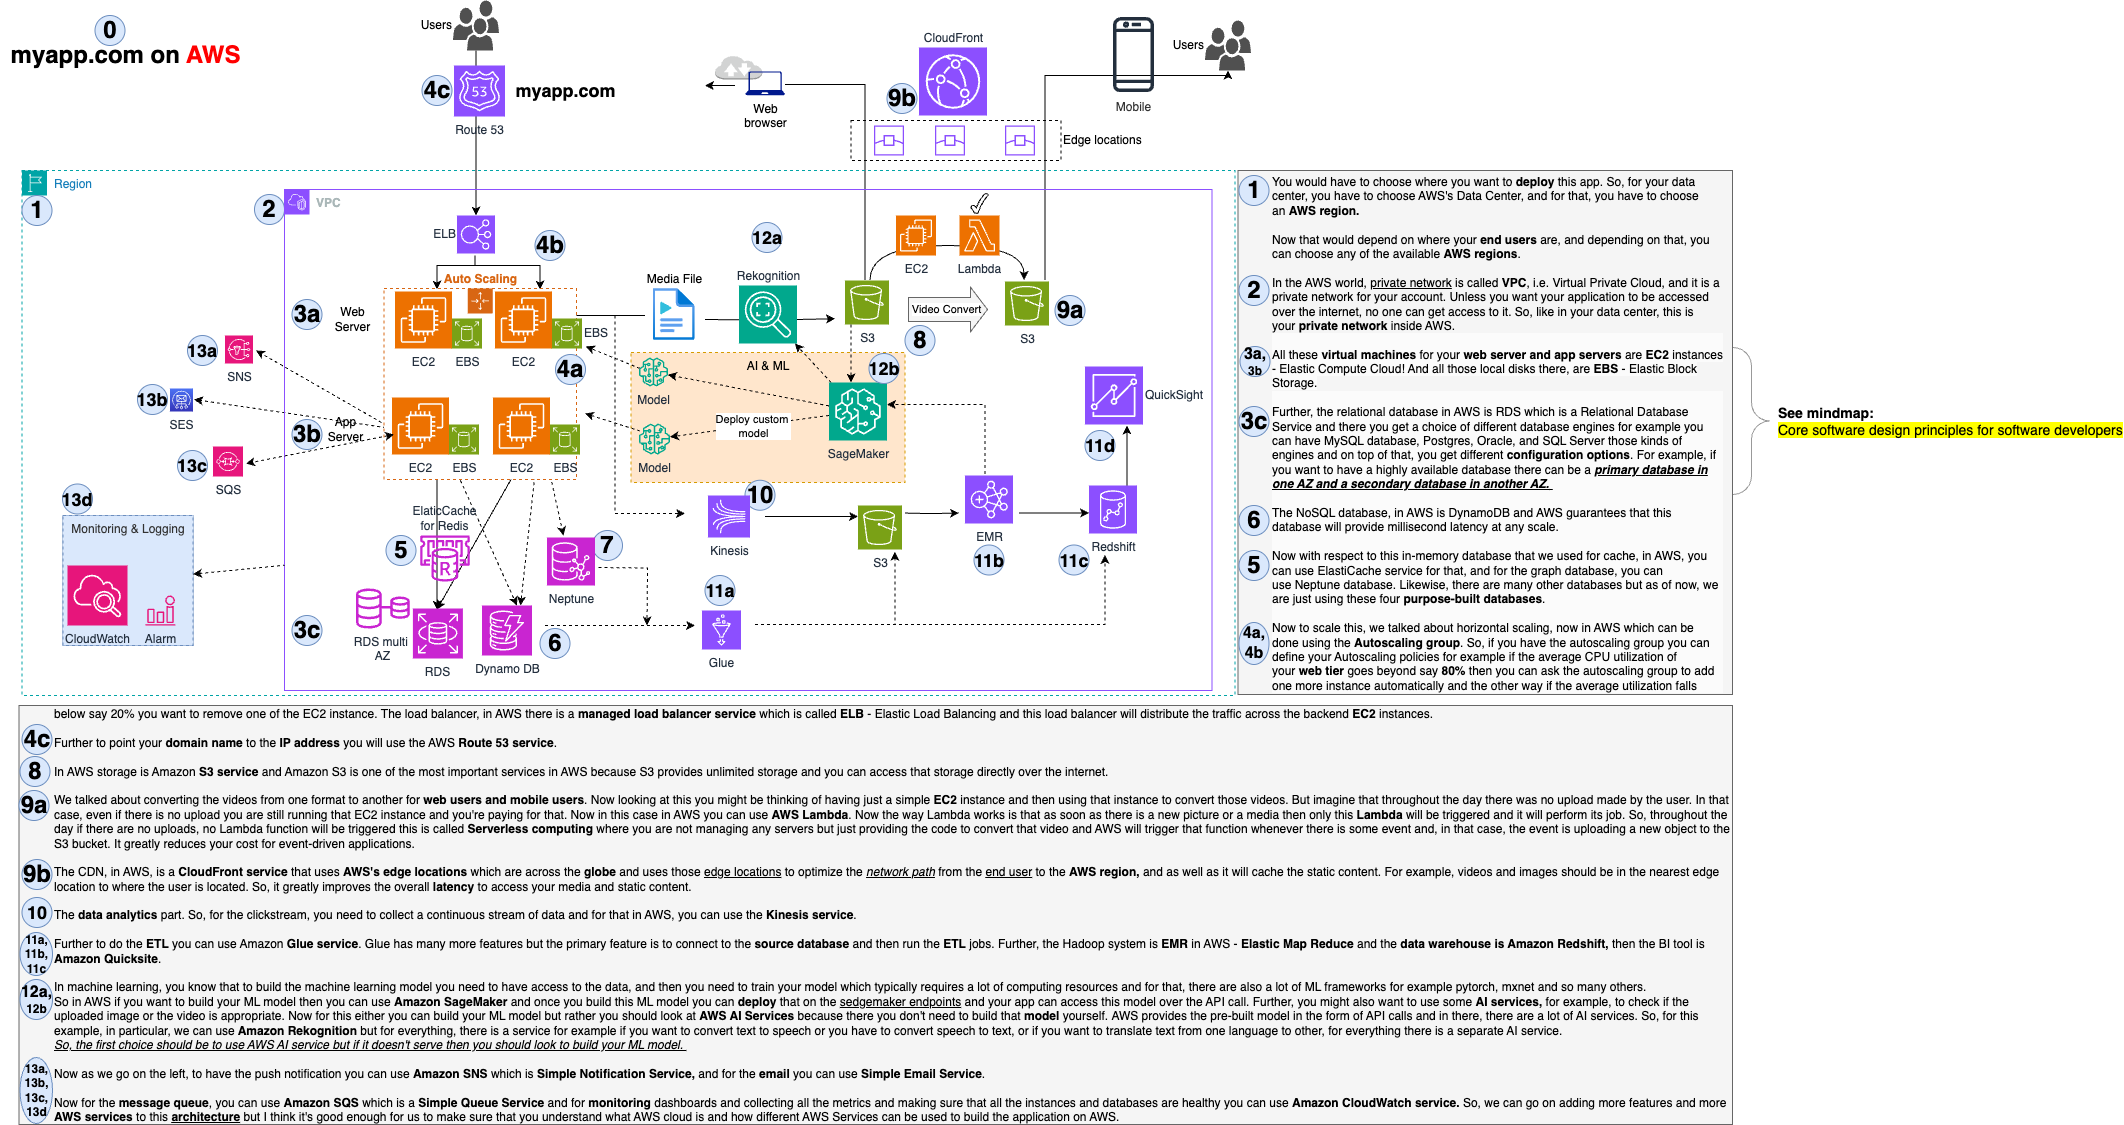 0
myapp.com on AWS
Users
4c
myapp.com
Route 53
Web
browser
CloudFront
9b
Edge locations
Mobile
Users
Region
1
2
VPC
ELB
4b
Auto Scaling
3a
Web
Server
EC2
EBS
EC2
EBS
4a
Media File
12a
Rekognition
AI & ML
S3
EC2
Lambda
Video Convert
8
S3
9a
13a
SNS
13b
SES
13c
SQS
3b
App
Server
EC2
EBS
EC2
EBS
Model
Model
Deploy custom
model
12b
SageMaker
QuickSight
11d
13d
Monitoring & Logging
CloudWatch
Alarm
ElaticCache
for Redis
5
7
Neptune
10
Kinesis
S3
EMR
11b
Redshift
11c
11a
Glue
3c
RDS multi
AZ
RDS
Dynamo DB
6
1
You would have to choose where you want to deploy this app. So, for your data
center, you have to choose AWS's Data Center, and for that, you have to choose
an AWS region.
Now that would depend on where your end users are, and depending on that, you
can choose any of the available AWS regions.
2
In the AWS world, private network is called VPC, i.e. Virtual Private Cloud, and it is a
private network for your account. Unless you want your application to be accessed
over the internet, no one can get access to it. So, like in your data center, this is
your private network inside AWS.
3a,
3b
All these virtual machines for your web server and app servers are EC2 instances
- Elastic Compute Cloud! And all those local disks there, are EBS - Elastic Block
Storage.
3c
Further, the relational database in AWS is RDS which is a Relational Database
Service and there you get a choice of different database engines for example you
can have MySQL database, Postgres, Oracle, and SQL Server those kinds of
engines and on top of that, you get different configuration options. For example, if
you want to have a highly available database there can be a primary database in
one AZ and a secondary database in another AZ.
6
The NoSQL database, in AWS is DynamoDB and AWS guarantees that this
database will provide millisecond latency at any scale.
5
Now with respect to this in-memory database that we used for cache, in AWS, you
can use ElastiCache service for that, and for the graph database, you can
use Neptune database. Likewise, there are many other databases but as of now, we
are just using these four purpose-built databases.
4a,
4b
Now to scale this, we talked about horizontal scaling, now in AWS which can be
done using the Autoscaling group. So, if you have the autoscaling group you can
define your Autoscaling policies for example if the average CPU utilization of
your web tier goes beyond say 80% then you can ask the autoscaling group to add
one more instance automatically and the other way if the average utilization falls
See mindmap:
Core software design principles for software developers
below say 20% you want to remove one of the EC2 instance. The load balancer, in AWS there is a managed load balancer service which is called ELB - Elastic Load Balancing and this load balancer will distribute the traffic across the backend EC2 instances.
4c
Further to point your domain name to the IP address you will use the AWS Route 53 service.
8
In AWS storage is Amazon S3 service and Amazon S3 is one of the most important services in AWS because S3 provides unlimited storage and you can access that storage directly over the internet.
9a
We talked about converting the videos from one format to another for web users and mobile users. Now looking at this you might be thinking of having just a simple EC2 instance and then using that instance to convert those videos. But imagine that throughout the day there was no upload made by the user. In that
case, even if there is no upload you are still running that EC2 instance and you're paying for that. Now in this case in AWS you can use AWS Lambda. Now the way Lambda works is that as soon as there is a new picture or a media then only this Lambda will be triggered and it will perform its job. So, throughout the
day if there are no uploads, no Lambda function will be triggered this is called Serverless computing where you are not managing any servers but just providing the code to convert that video and AWS will trigger that function whenever there is some event and, in that case, the event is uploading a new object to the
S3 bucket. It greatly reduces your cost for event-driven applications.
9b
The CDN, in AWS, is a CloudFront service that uses AWS's edge locations which are across the globe and uses those edge locations to optimize the network path from the end user to the AWS region, and as well as it will cache the static content. For example, videos and images should be in the nearest edge
location to where the user is located. So, it greatly improves the overall latency to access your media and static content.
10
The data analytics part. So, for the clickstream, you need to collect a continuous stream of data and for that in AWS, you can use the Kinesis service.
11a,
11b,
11c
Further to do the ETL you can use Amazon Glue service. Glue has many more features but the primary feature is to connect to the source database and then run the ETL jobs. Further, the Hadoop system is EMR in AWS - Elastic Map Reduce and the data warehouse is Amazon Redshift, then the BI tool is
Amazon Quicksite.
12a,
12b
In machine learning, you know that to build the machine learning model you need to have access to the data, and then you need to train your model which typically requires a lot of computing resources and for that, there are also a lot of ML frameworks for example pytorch, mxnet and so many others.
So in AWS if you want to build your ML model then you can use Amazon SageMaker and once you build this ML model you can deploy that on the sedgemaker endpoints and your app can access this model over the API call. Further, you might also want to use some AI services, for example, to check if the
uploaded image or the video is appropriate. Now for this either you can build your ML model but rather you should look at AWS AI Services because there you don't need to build that model yourself. AWS provides the pre-built model in the form of API calls and in there, there are a lot of AI services. So, for this
example, in particular, we can use Amazon Rekognition but for everything, there is a service for example if you want to convert text to speech or you have to convert speech to text, or if you want to translate text from one language to other, for everything there is a separate AI service.
So, the first choice should be to use AWS AI service but if it doesn't serve then you should look to build your ML model.
13a,
13b,
13c,
13d
Now as we go on the left, to have the push notification you can use Amazon SNS which is Simple Notification Service, and for the email you can use Simple Email Service.
Now for the message queue, you can use Amazon SQS which is a Simple Queue Service and for monitoring dashboards and collecting all the metrics and making sure that all the instances and databases are healthy you can use Amazon CloudWatch service. So, we can go on adding more features and more
AWS services to this architecture but I think it's good enough for us to make sure that you understand what AWS cloud is and how different AWS Services can be used to build the application on AWS.